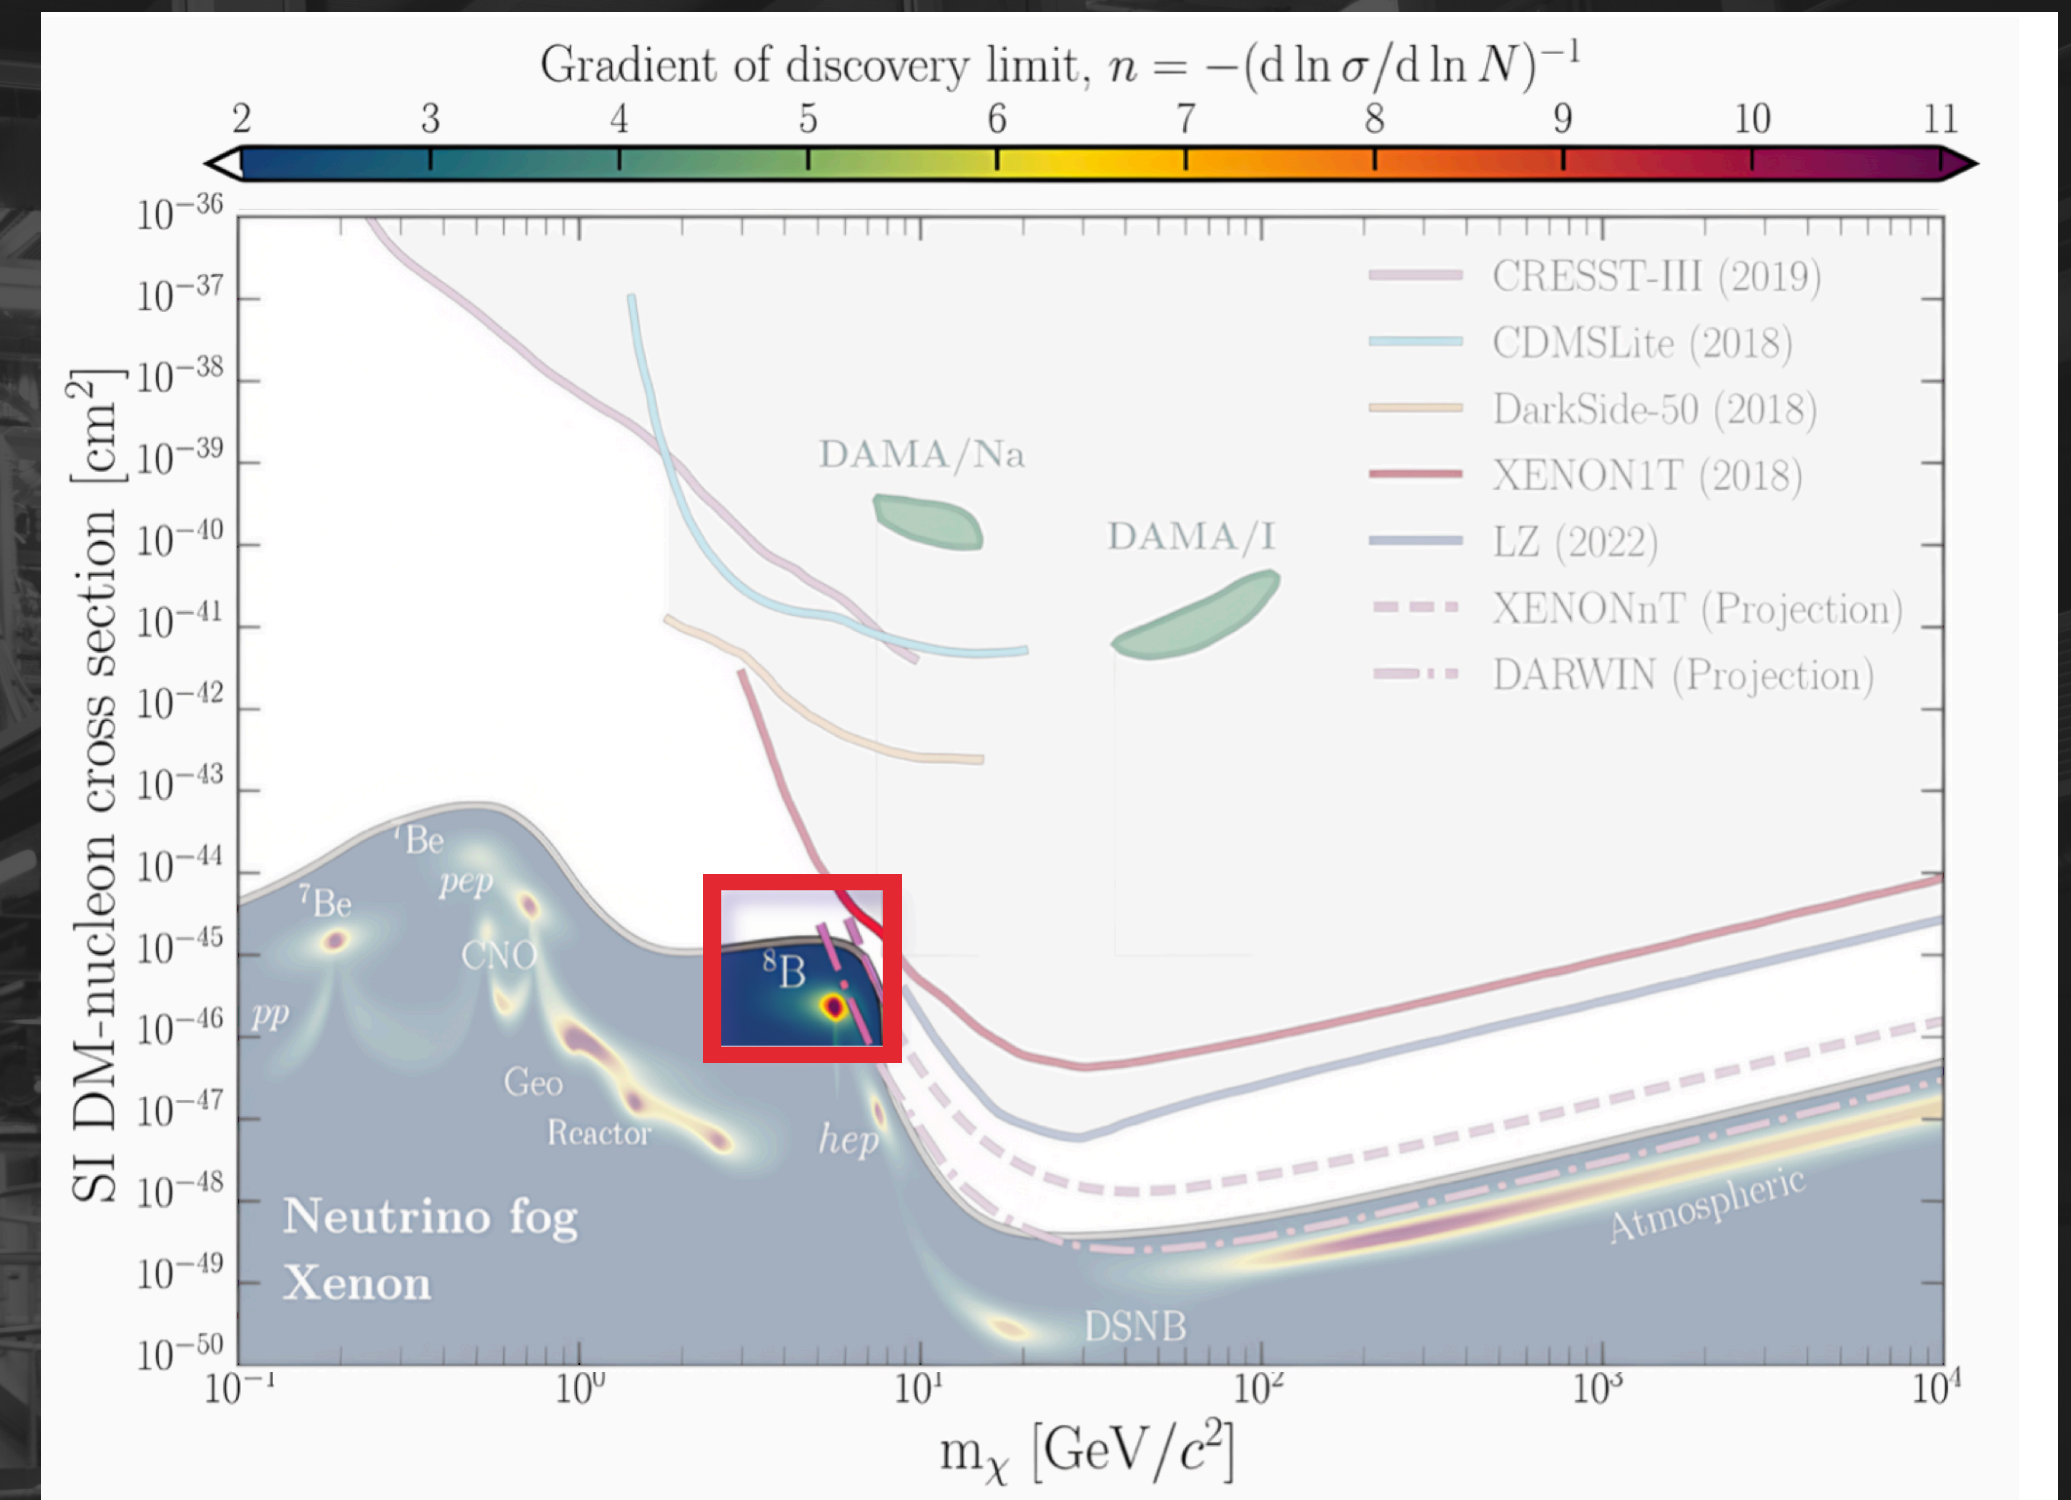 Gradient of discovery limit, n = −(d ln σ/d ln N)⁻¹
2 3 4 5 6 7 8 9 10 11
SI DM-nucleon cross section [cm²]
10⁻³⁶
10⁻³⁷
10⁻³⁸
10⁻³⁹
10⁻⁴⁰
10⁻⁴¹
10⁻⁴²
10⁻⁴³
10⁻⁴⁴
10⁻⁴⁵
10⁻⁴⁶
10⁻⁴⁷
10⁻⁴⁸
10⁻⁴⁹
10⁻⁵⁰
CRESST-III (2019)
CDMSLite (2018)
DarkSide-50 (2018)
XENON1T (2018)
LZ (2022)
XENONnT (Projection)
DARWIN (Projection)
DAMA/Na
DAMA/I
⁷Be
pep
⁷Be
CNO
⁸B
pp
Geo
Reactor
hep
Neutrino fog
Xenon
Atmospheric
DSNB
10⁻¹ 10⁰ 10¹ 10² 10³ 10⁴
mχ [GeV/c²]